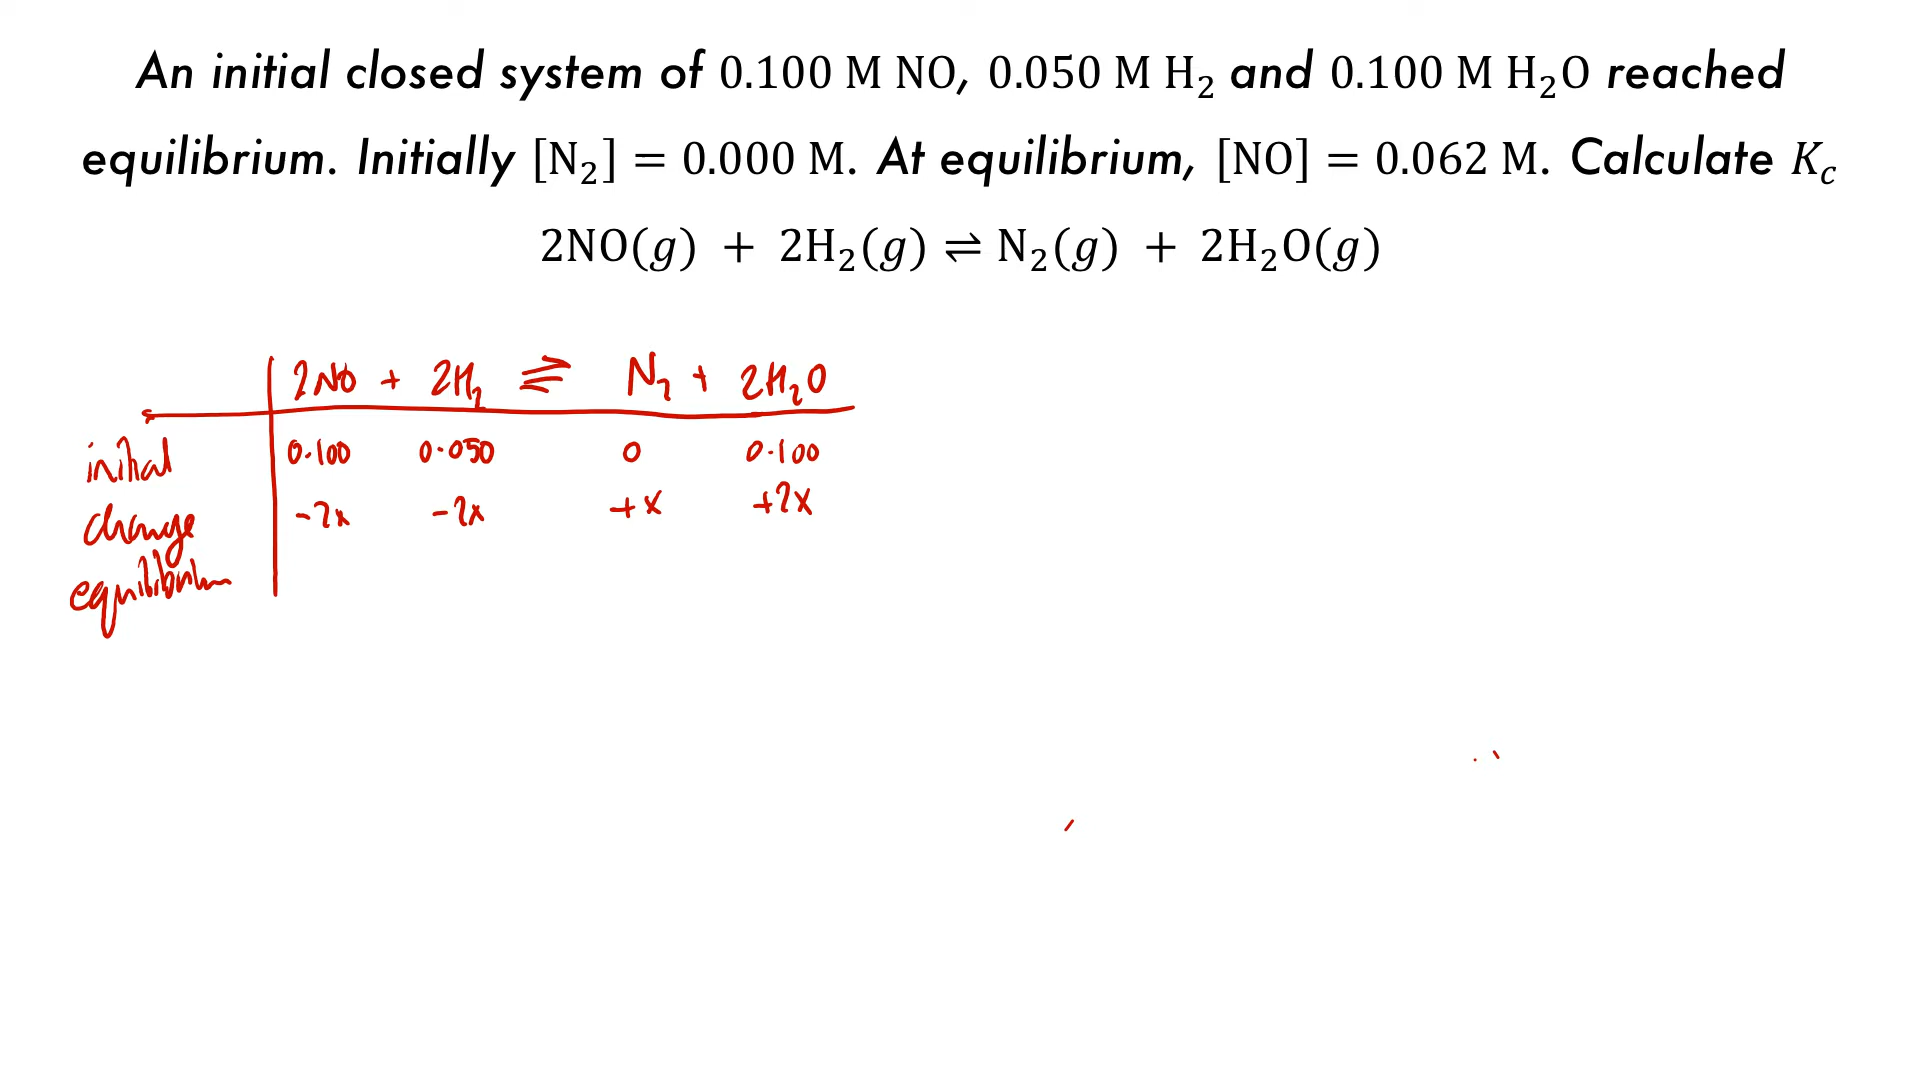 An initial closed system of 0.100 M NO, 0.050 M H₂ and 0.100 M H₂O reached
equilibrium. Initially [N₂] = 0.000 M. At equilibrium, [NO] = 0.062 M. Calculate K_c
2NO(g) + 2H₂(g) ⇌ N₂(g) + 2H₂O(g)
2NO + 2H₂ ⇌ N₂ + 2H₂O
initial 0.100 0.050 0 0.100
change -2x -2x +x +2x
equilibrium